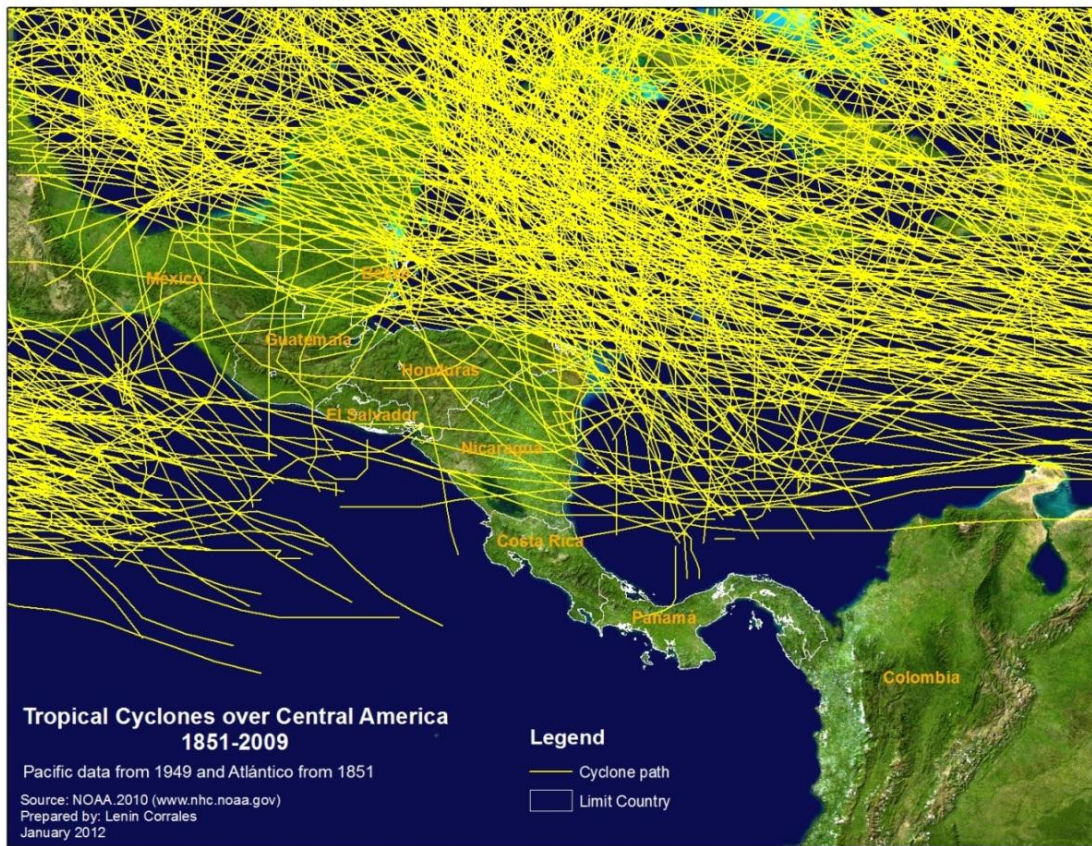 México
Belize
Guatemala
Honduras
El Salvador
Nicaragua
Costa Rica
Panamá
Colombia
Tropical Cyclones over Central America
1851-2009
Pacific data from 1949 and Atlántico from 1851
Source: NOAA.2010 (www.nhc.noaa.gov)
Prepared by: Lenin Corrales
January 2012
Legend
Cyclone path
Limit Country